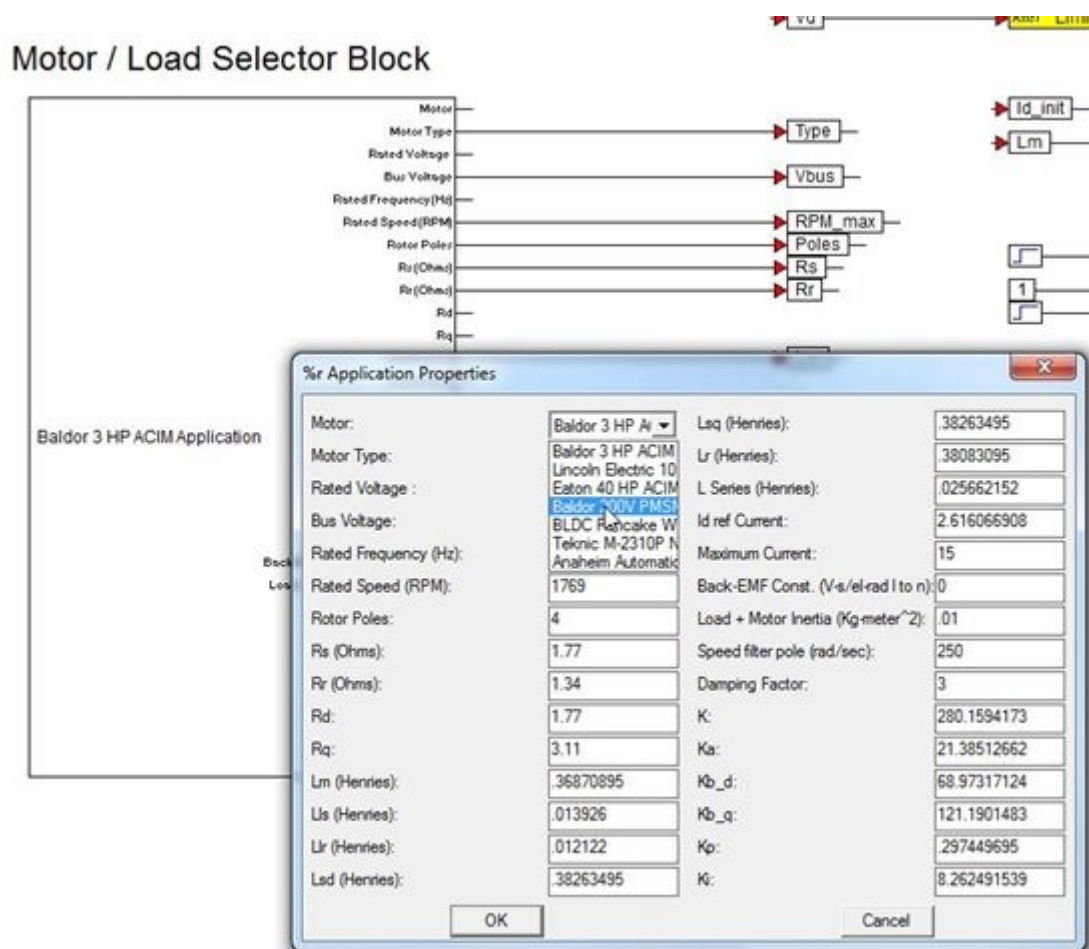 Motor / Load Selector Block
Motor
Motor Type
Rated Voltage
Bus Voltage
Rated Frequency(Hz)
Rated Speed(RPM)
Rotor Poles
Rs(Ohms)
Rr(Ohms)
Rd
Rq
Type
Vbus
RPM_max
Poles
Rs
Rr
Id_init
Lm
1
Baldor 3 HP ACIM Application
%r Application Properties
Motor:
Baldor 3 HP A
Baldor 3 HP ACIM
Lincoln Electric 10
Eaton 40 HP ACIM
Baldor 200V PMS
BLDC Pancake W
Teknic M-2310P N
Anaheim Automatic
Motor Type:
Rated Voltage :
Bus Voltage:
Rated Frequency (Hz):
Rated Speed (RPM): 1769
Rotor Poles: 4
Rs (Ohms): 1.77
Rr (Ohms): 1.34
Rd: 1.77
Rq: 3.11
Lm (Henries): .36870895
Lls (Henries): .013926
Llr (Henries): .012122
Lsd (Henries): .38263495
Lsq (Henries): .38263495
Lr (Henries): .38083095
L Series (Henries): .025662152
Id ref Current: 2.616066908
Maximum Current: 15
Back-EMF Const. (V-s/el-rad l to n): 0
Load + Motor Inertia (Kg-meter^2): .01
Speed filter pole (rad/sec): 250
Damping Factor: 3
K: 280.1594173
Ka: 21.38512662
Kb_d: 68.97317124
Kb_q: 121.1901483
Kp: .297449695
Ki: 8.262491539
OK
Cancel